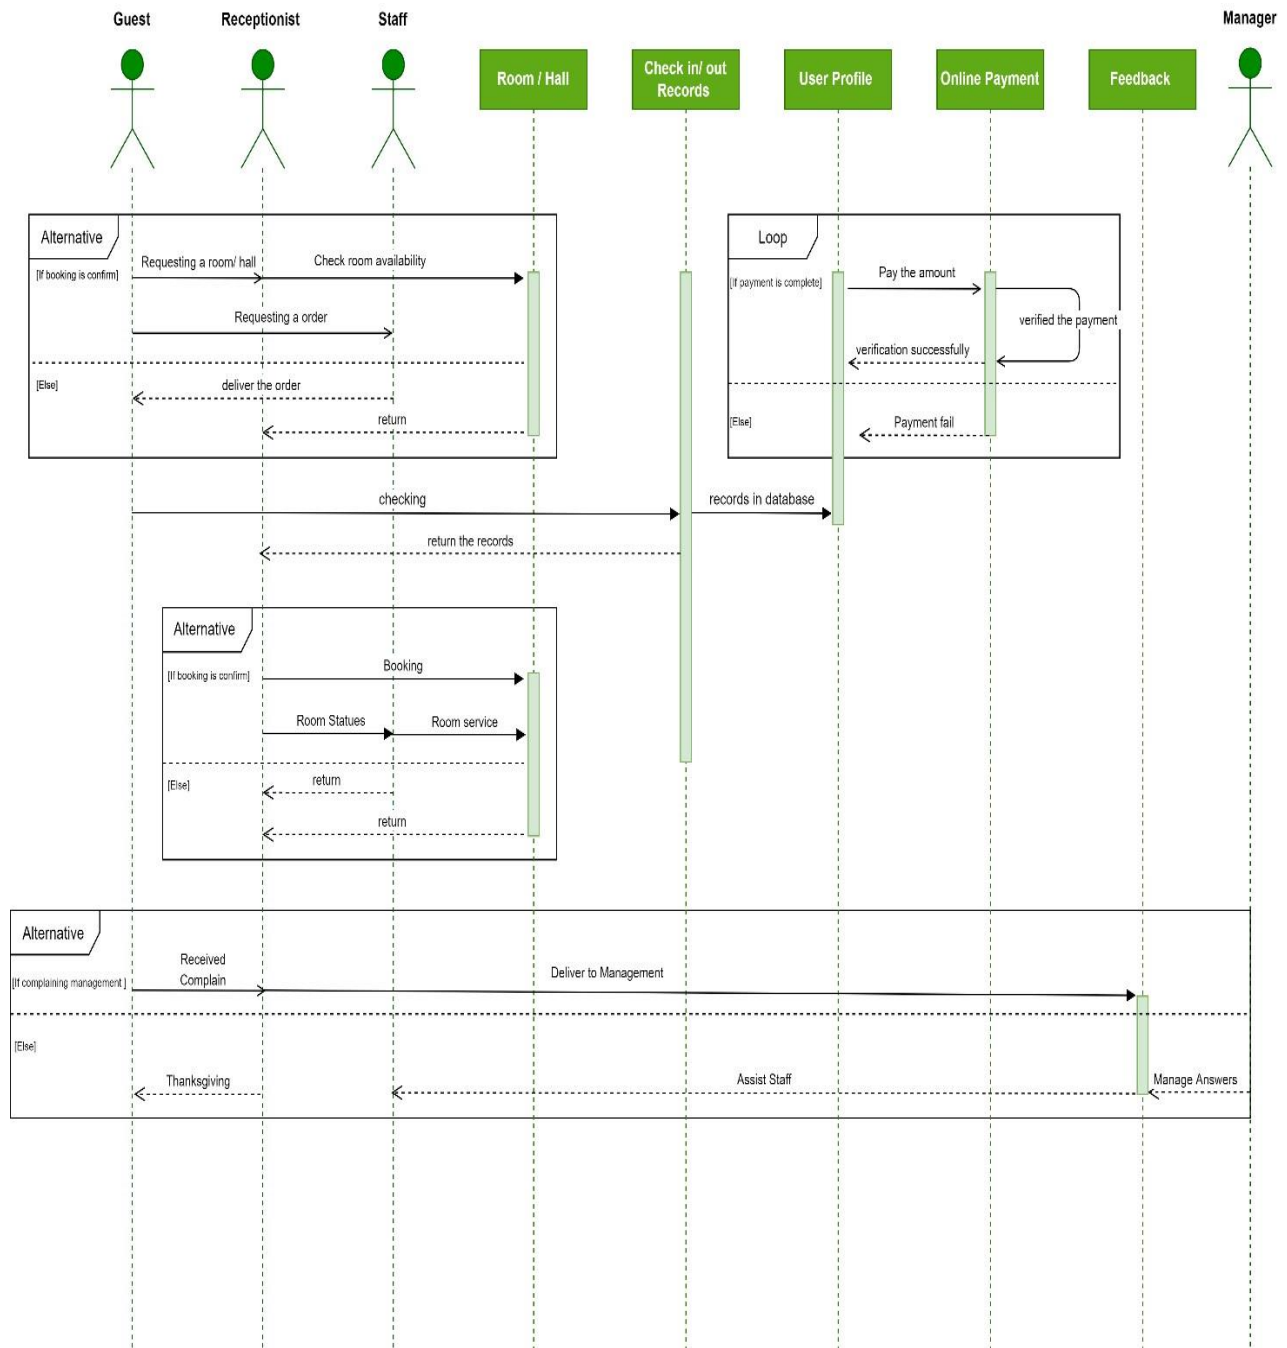 Guest
Receptionist
Staff
Manager
Room / Hall
Check in/ out
Records
User Profile
Online Payment
Feedback
Alternative
[If booking is confirm]
Requesting a room/ hall
Check room availability
Requesting a order
[Else]
deliver the order
return
Loop
[If payment is complete]
Pay the amount
verified the payment
verification successfully
[Else]
Payment fail
checking
records in database
return the records
Alternative
[If booking is confirm]
Booking
Room Statues
Room service
[Else]
return
return
Alternative
[If complaining management ]
Received
Complain
Deliver to Management
[Else]
Thanksgiving
Assist Staff
Manage Answers